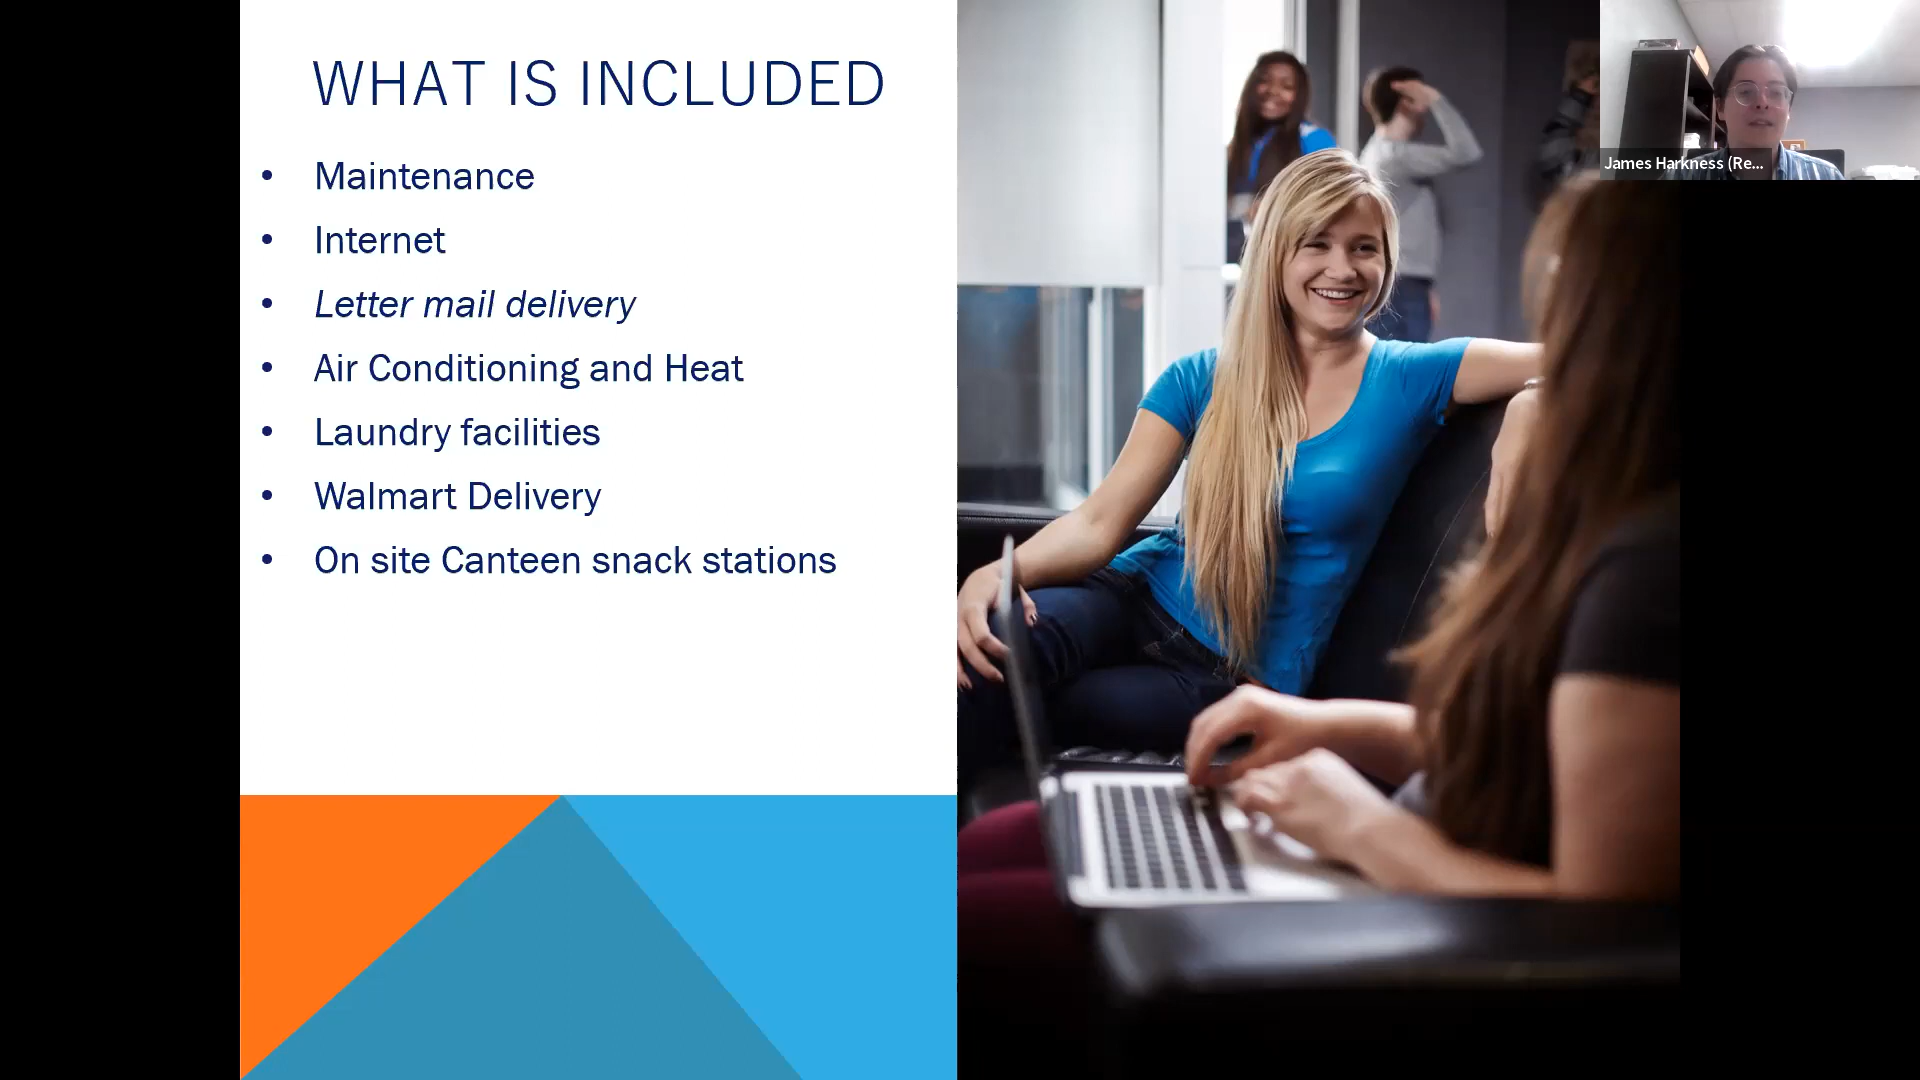 WHAT IS INCLUDED
• Maintenance
• Internet
• Letter mail delivery
• Air Conditioning and Heat
• Laundry facilities
• Walmart Delivery
• On site Canteen snack stations
James Harkness (Re...